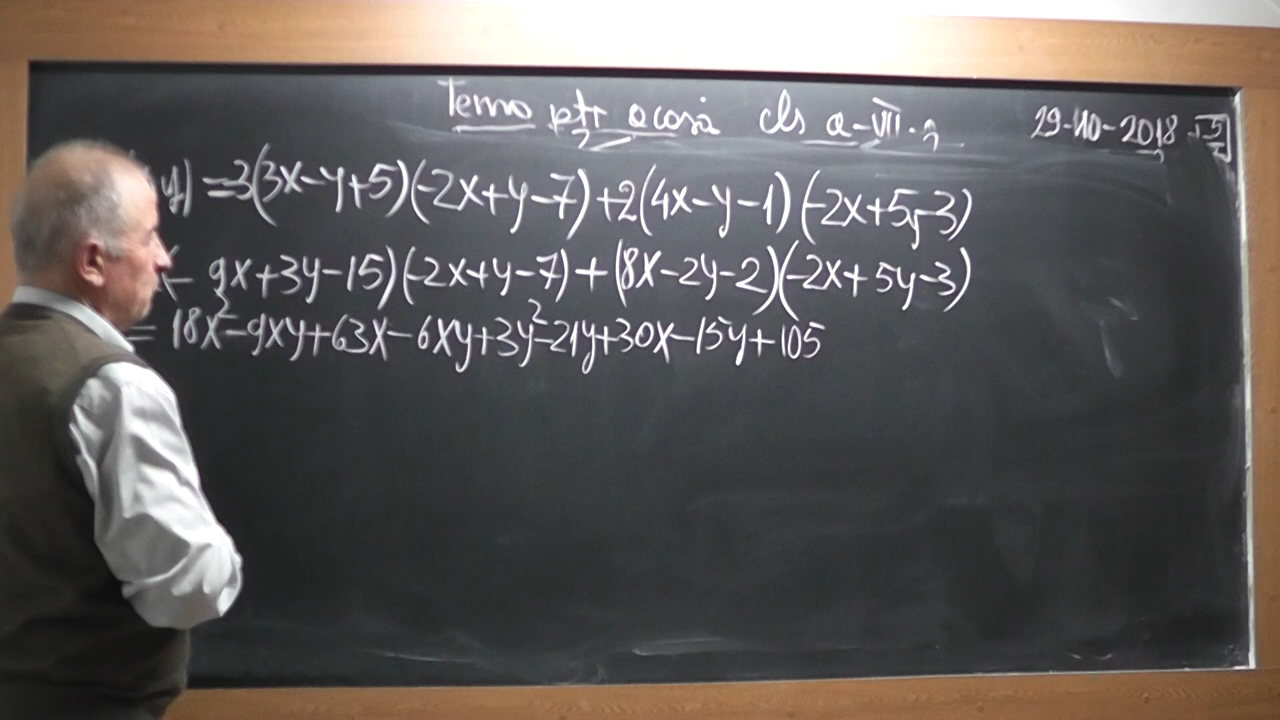 Temo ptr acasă cls a-VII-a
29-10-2018
y) = -3(3x-y+5)(-2x+y-7)+2(4x-y-1)(-2x+5y-3)
(-9x+3y-15)(-2x+y-7)+(8x-2y-2)(-2x+5y-3)
= 18x²-9xy+63x-6xy+3y²-21y+30x-15y+105